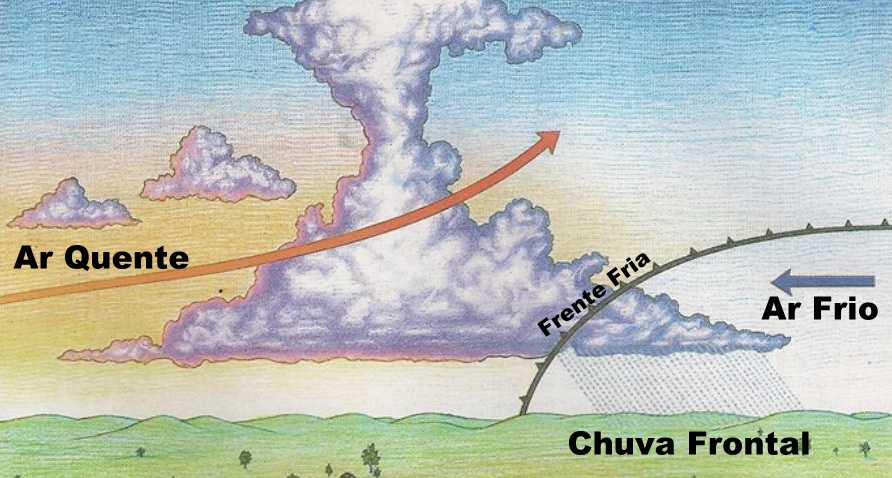 Ar Quente
Frente Fria
Ar Frio
Chuva Frontal